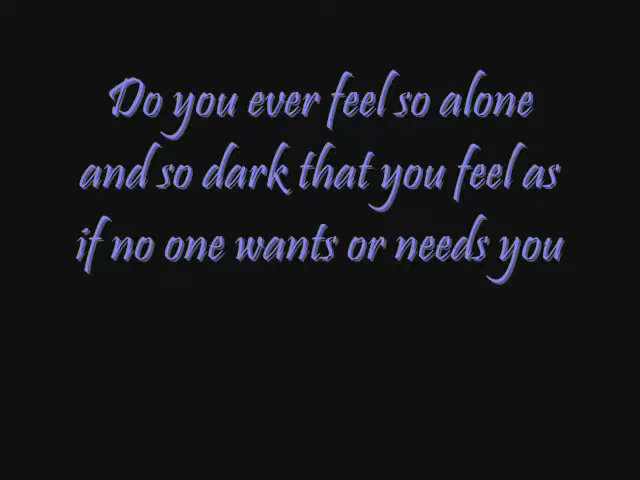 Do you ever feel so alone
and so dark that you feel as
if no one wants or needs you